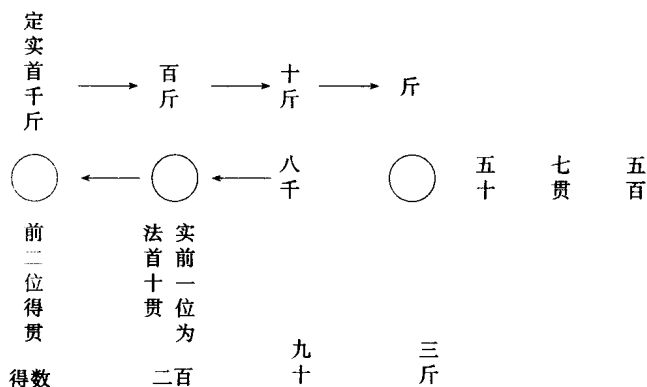 定实首千斤
百斤
十斤
斤
八千
五十
七贯
五百
前二位得贯
法首十贯
实前一位为
得数
二百
九十
三斤